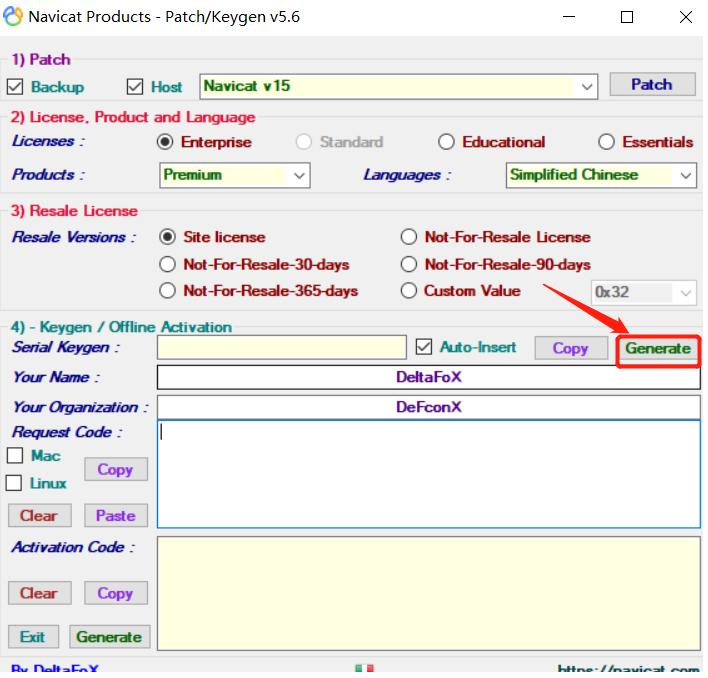 Navicat Products - Patch/Keygen v5.6
1) Patch
Backup Host Navicat v15 Patch
2) License, Product and Language
Licenses : Enterprise Standard Educational Essentials
Products : Premium Languages : Simplified Chinese
3) Resale License
Resale Versions : Site license Not-For-Resale License
Not-For-Resale-30-days Not-For-Resale-90-days
Not-For-Resale-365-days Custom Value 0x32
4) - Keygen / Offline Activation
Serial Keygen : Auto-Insert Copy Generate
Your Name : DeltaFoX
Your Organization : DeFconX
Request Code :
Mac
Copy
Linux
Clear Paste
Activation Code :
Clear Copy
Exit Generate
By DeltaFoX https://navicat.com